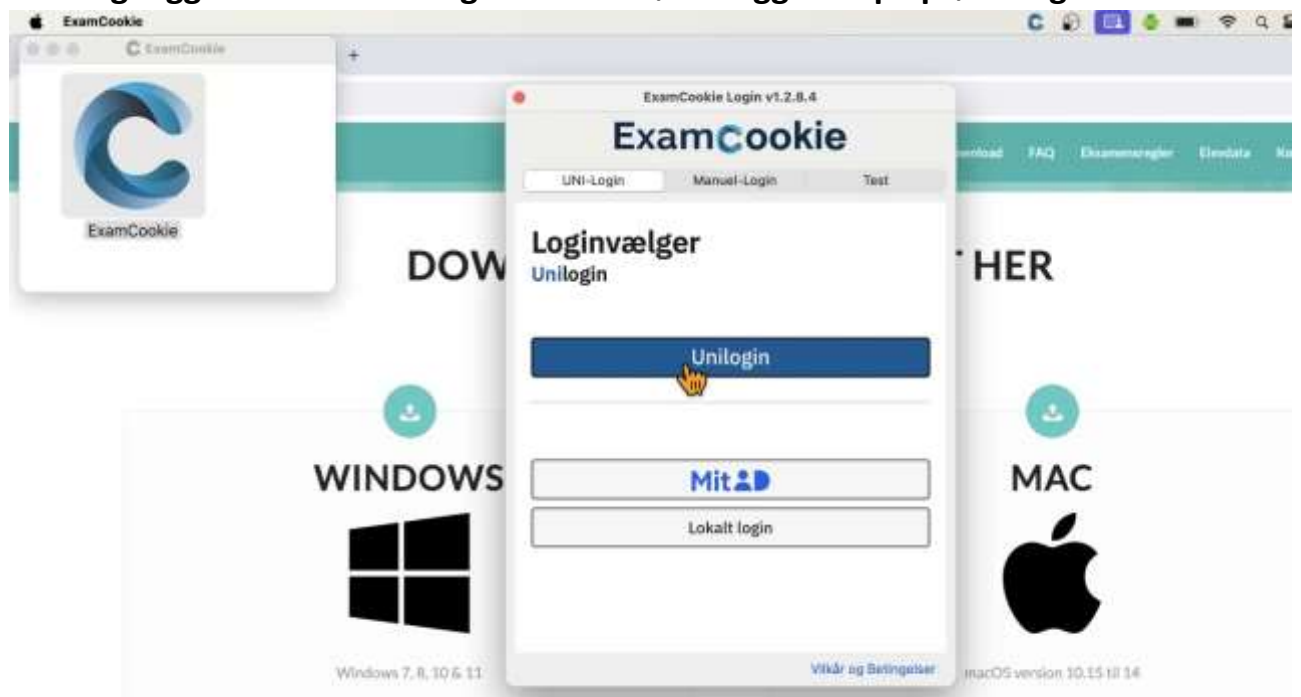 ExamCookie
ExamCookie
ExamCookie
ExamCookie Login v1.2.8.4
ExamCookie
UNI-Login Manuel-Login Test
Loginvælger
Unilogin
Unilogin
MitID
Lokalt login
Vilkår og Betingelser
FAQ Eksamensregler Elevdata
DOW
HER
WINDOWS
Windows 7, 8, 10 & 11
MAC
macOS version 10.15 til 14